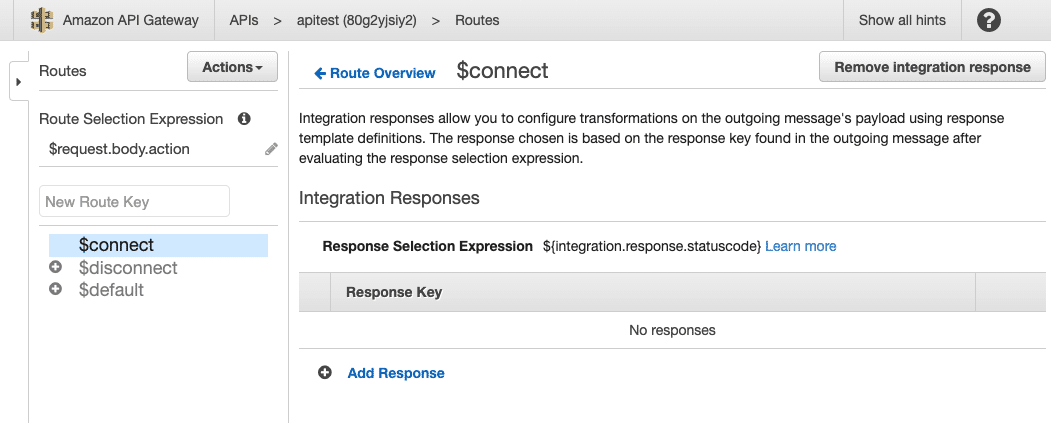 Amazon API Gateway APIs > apitest (80g2yjsiy2) > Routes Show all hints ?
Routes Actions
Route Selection Expression
$request.body.action
New Route Key
$connect
$disconnect
$default
Route Overview $connect Remove integration response
Integration responses allow you to configure transformations on the outgoing message's payload using response
template definitions. The response chosen is based on the response key found in the outgoing message after
evaluating the response selection expression.
Integration Responses
Response Selection Expression ${integration.response.statuscode} Learn more
Response Key
No responses
Add Response